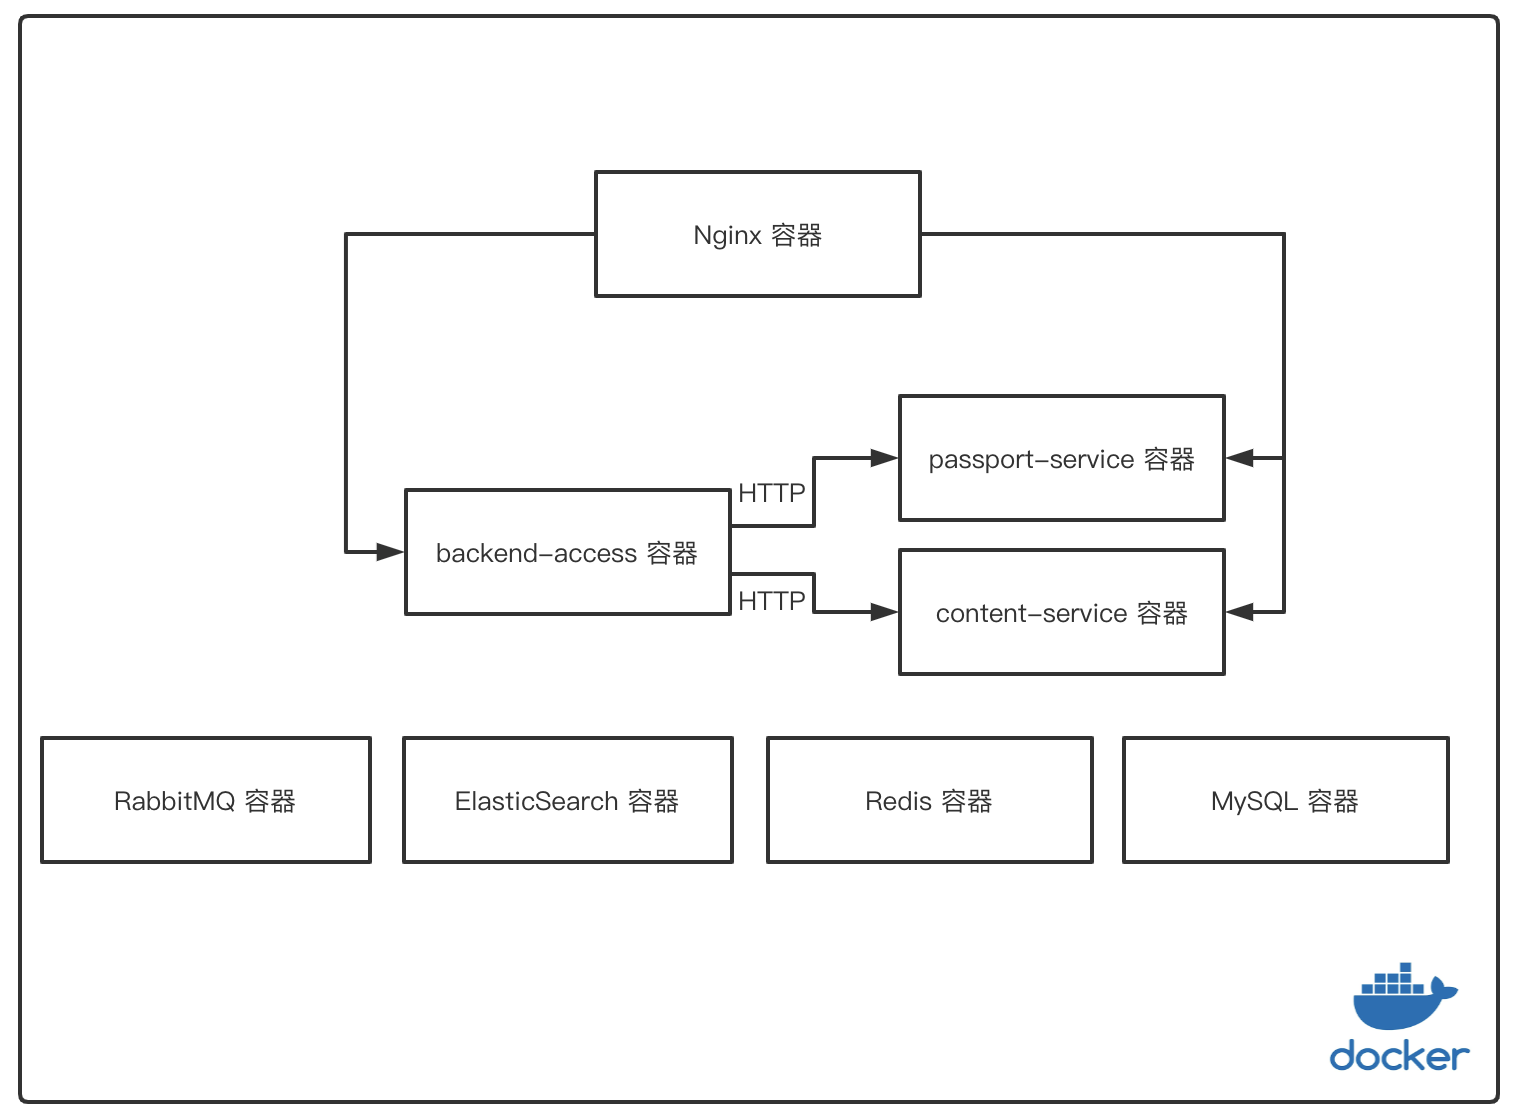 Nginx 容器
passport-service 容器
HTTP
backend-access 容器
HTTP
content-service 容器
RabbitMQ 容器
ElasticSearch 容器
Redis 容器
MySQL 容器
docker